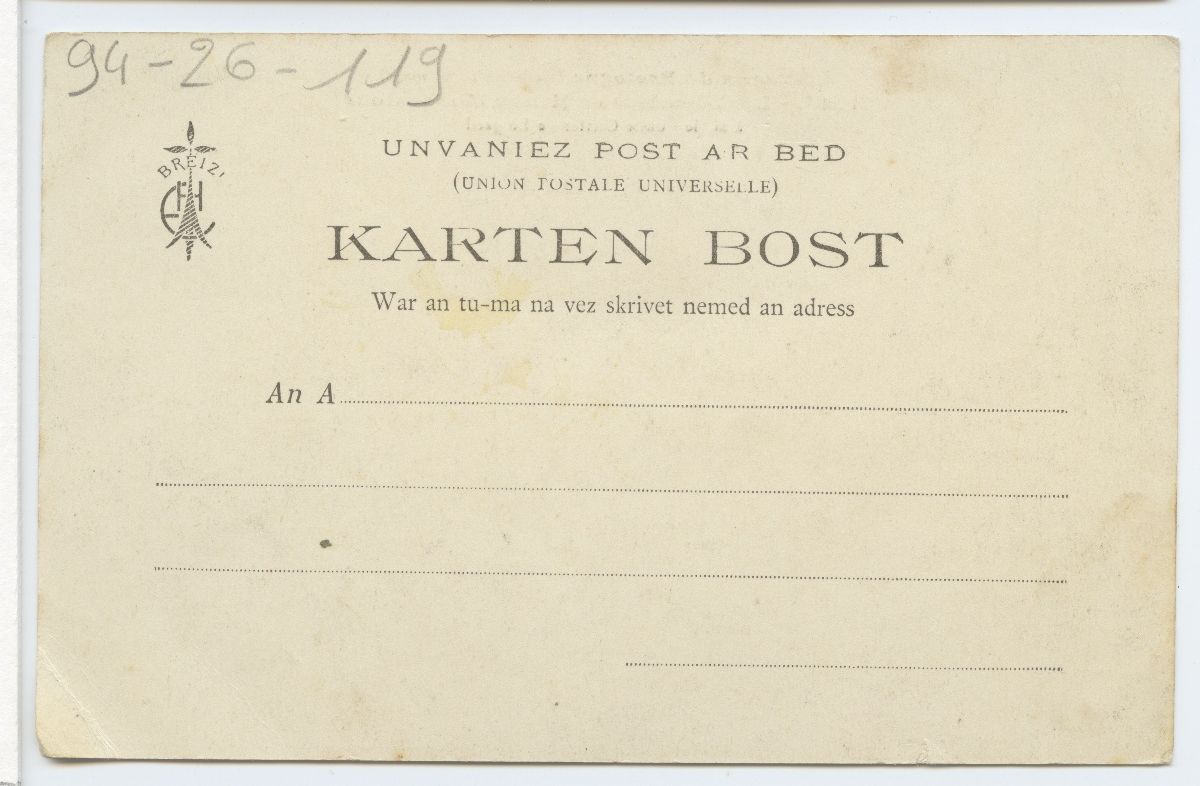 94-26-119
BREIZ!
UNVANIEZ POST AR BED
(UNION POSTALE UNIVERSELLE)
KARTEN BOST
War an tu-ma na vez skrivet nemed an adress
An A